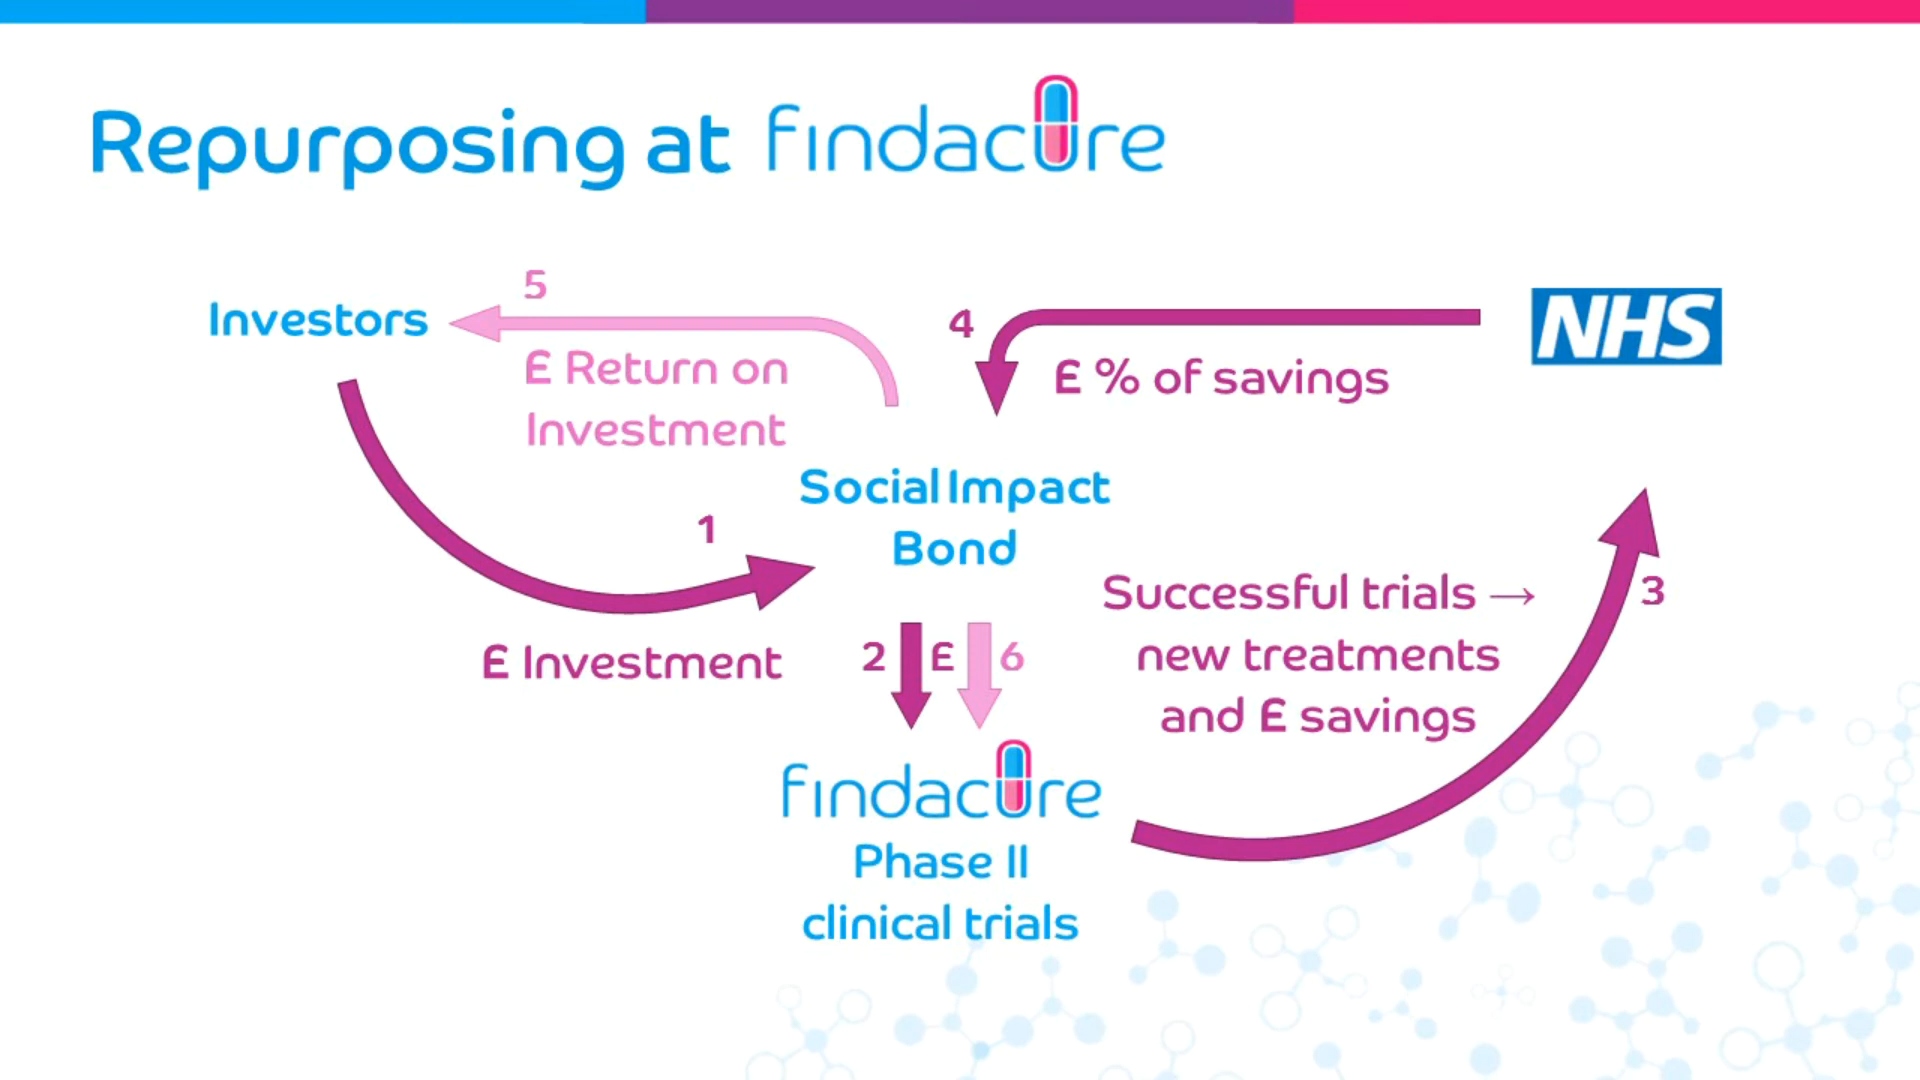 Repurposing at findacure
5
Investors
4
NHS
£ Return on
Investment
£ % of savings
Social Impact
Bond
1
Successful trials →
new treatments
and £ savings
3
£ Investment
2 £ 6
findacure
Phase II
clinical trials